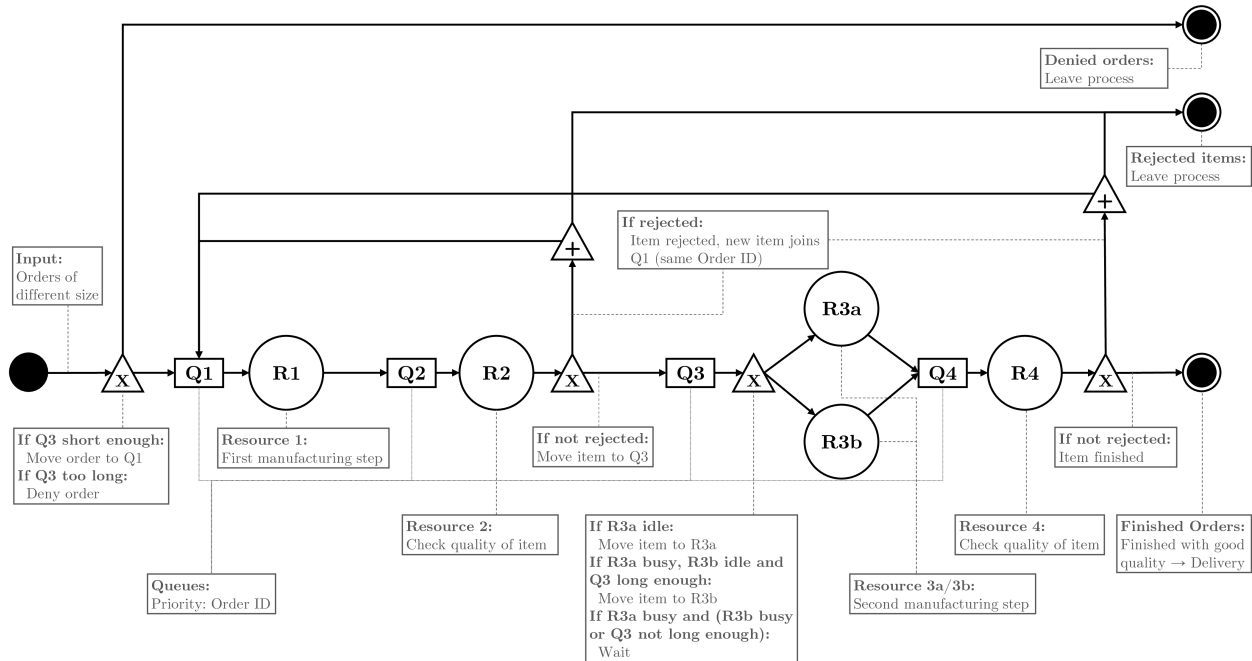 Denied orders:
Leave process
Rejected items:
Leave process
+
If rejected:
Item rejected, new item joins
Q1 (same Order ID)
+
Input:
Orders of
different size
R3a
X
Q1
R1
Q2
R2
X
Q3
X
R3b
Q4
R4
X
If Q3 short enough:
Move order to Q1
If Q3 too long:
Deny order
Resource 1:
First manufacturing step
If not rejected:
Move item to Q3
If not rejected:
Item finished
Queues:
Priority: Order ID
Resource 2:
Check quality of item
If R3a idle:
Move item to R3a
If R3a busy, R3b idle and
Q3 long enough:
Move item to R3b
If R3a busy and (R3b busy
or Q3 not long enough):
Wait
Resource 3a/3b:
Second manufacturing step
Resource 4:
Check quality of item
Finished Orders:
Finished with good
quality → Delivery